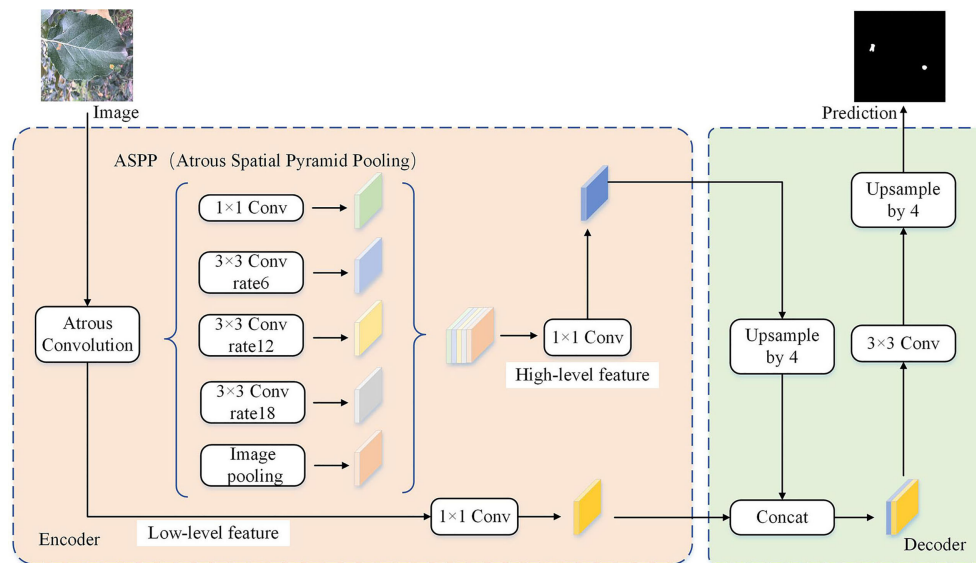 Image
Prediction
ASPP（Atrous Spatial Pyramid Pooling）
1×1 Conv
3×3 Conv
rate6
3×3 Conv
rate12
3×3 Conv
rate18
Image
pooling
Atrous
Convolution
1×1 Conv
High-level feature
Upsample
by 4
Upsample
by 4
3×3 Conv
1×1 Conv
Low-level feature
Concat
Encoder
Decoder